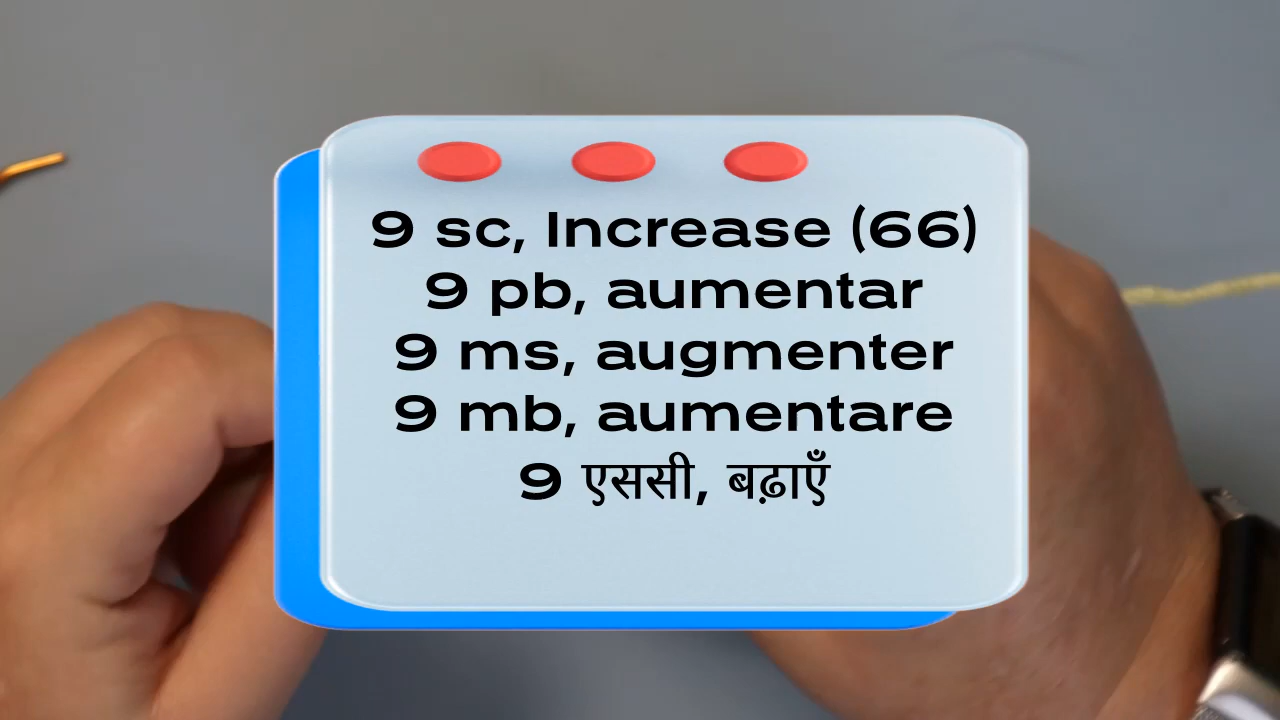 9 sc, Increase (66)
9 pb, aumentar
9 ms, augmenter
9 mb, aumentare
9 एससी, बढ़ाएँ